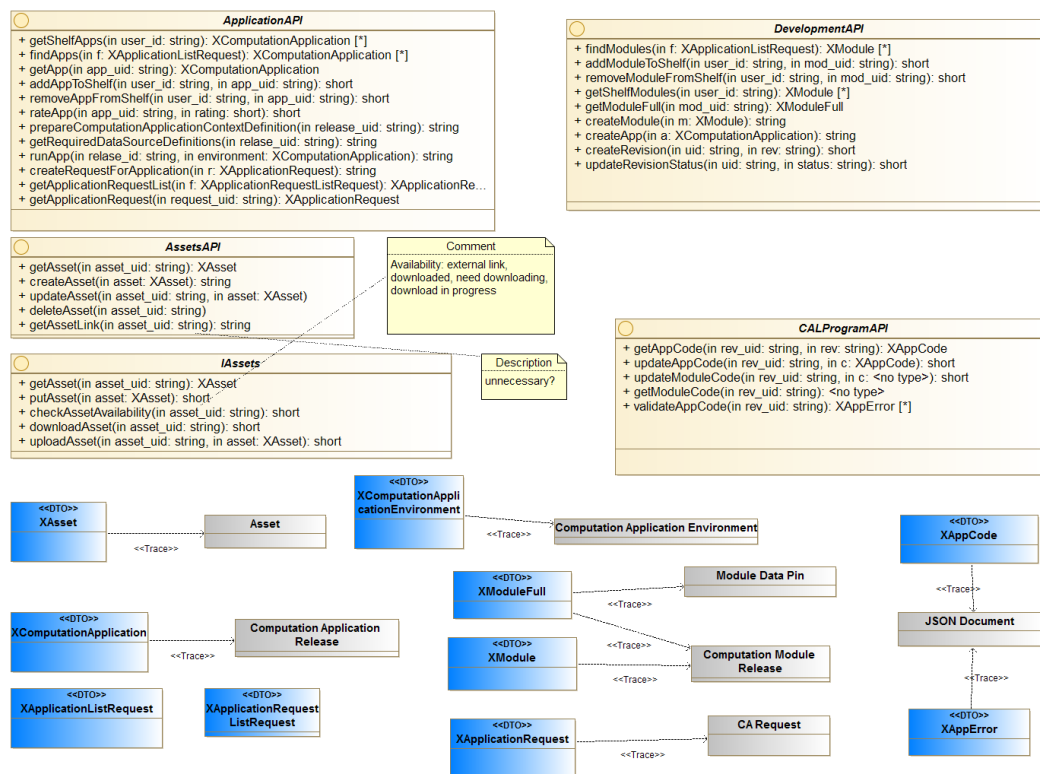 ApplicationAPI
+ getShelfApps(in user_id: string): XComputationApplication [*]
+ findApps(in f: XApplicationListRequest): XComputationApplication [*]
+ getApp(in app_uid: string): XComputationApplication
+ addAppToShelf(in user_id: string, in app_uid: string): short
+ removeAppFromShelf(in user_id: string, in app_uid: string): short
+ rateApp(in app_uid: string, in rating: short): short
+ prepareComputationApplicationContextDefinition(in release_uid: string): string
+ getRequiredDataSourceDefinitions(in relase_uid: string): string
+ runApp(in relase_id: string, in environment: XComputationApplication): string
+ createRequestForApplication(in r: XApplicationRequest): string
+ getApplicationRequestList(in f: XApplicationRequestListRequest): XApplicationRe...
+ getApplicationRequest(in request_uid: string): XApplicationRequest
DevelopmentAPI
+ findModules(in f: XApplicationListRequest): XModule [*]
+ addModuleToShelf(in user_id: string, in mod_uid: string): short
+ removeModuleFromShelf(in user_id: string, in mod_uid: string): short
+ getShelfModules(in user_id: string): XModule [*]
+ getModuleFull(in mod_uid: string): XModuleFull
+ createModule(in m: XModule): string
+ createApp(in a: XComputationApplication): string
+ createRevision(in uid: string, in rev: string): short
+ updateRevisionStatus(in uid: string, in status: string): short
AssetsAPI
+ getAsset(in asset_uid: string): XAsset
+ createAsset(in asset: XAsset): string
+ updateAsset(in asset_uid: string, in asset: XAsset)
+ deleteAsset(in asset_uid: string)
+ getAssetLink(in asset_uid: string): string
Comment
Availability: external link,
downloaded, need downloading,
download in progress
IAssets
+ getAsset(in asset_uid: string): XAsset
+ putAsset(in asset: XAsset): short
+ checkAssetAvailability(in asset_uid: string): short
+ downloadAsset(in asset_uid: string): short
+ uploadAsset(in asset_uid: string, in asset: XAsset): short
Description
unnecessary?
CALProgramAPI
+ getAppCode(in rev_uid: string, in rev: string): XAppCode
+ updateAppCode(in rev_uid: string, in c: XAppCode): short
+ updateModuleCode(in rev_uid: string, in c: <no type>): short
+ getModuleCode(in rev_uid: string): <no type>
+ validateAppCode(in rev_uid: string): XAppError [*]
<<DTO>>
XAsset
<<Trace>>
Asset
<<DTO>>
XComputationAppli
cationEnvironment
<<Trace>>
Computation Application Environment
<<DTO>>
XAppCode
<<Trace>>
JSON Document
<<Trace>>
<<DTO>>
XAppError
<<DTO>>
XModuleFull
<<Trace>>
Module Data Pin
<<Trace>>
<<DTO>>
XModule
<<Trace>>
Computation Module
Release
<<DTO>>
XComputationApplication
<<Trace>>
Computation Application
Release
<<DTO>>
XApplicationListRequest
<<DTO>>
XApplicationRequest
ListRequest
<<DTO>>
XApplicationRequest
<<Trace>>
CA Request